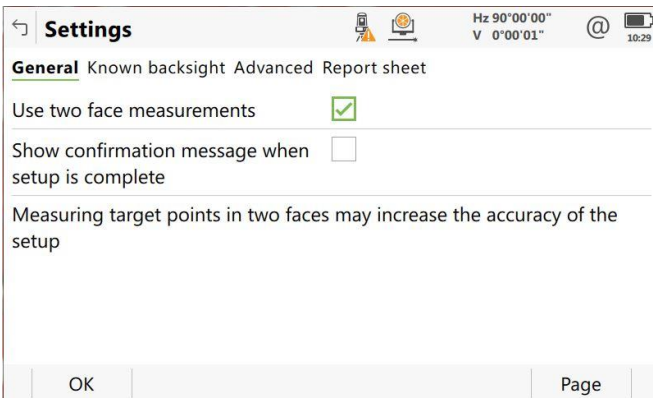 Settings
Hz 90°00'00"
V 0°00'01"
@
10:29
General Known backsight Advanced Report sheet
Use two face measurements
Show confirmation message when
setup is complete
Measuring target points in two faces may increase the accuracy of the
setup
OK
Page